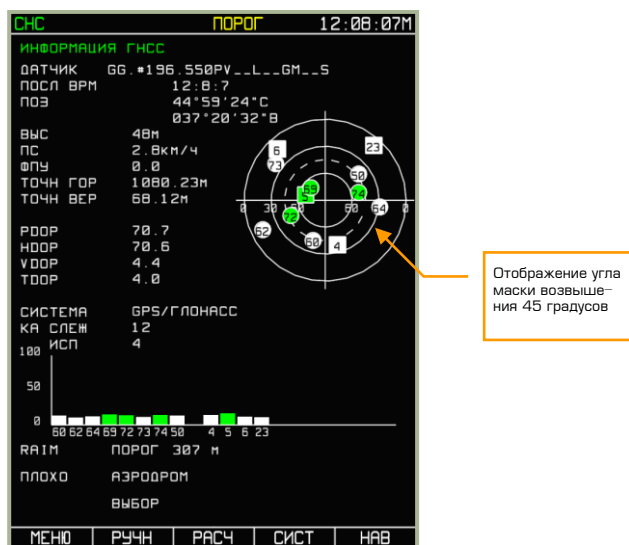 СНС ПОРОГ 12:08:07М
ИНФОРМАЦИЯ ГНСС
ДАТЧИК GG.*196.550PV__L__GM__S
ПОСЛ ВРМ 12:8:7
ПОЗ 44°59'24"С
037°20'32"В
ВЫС 48М
ПС 2.8КМ/Ч
ФПУ 0.0
ТОЧН ГОР 1080.23М
ТОЧН ВЕР 68.12М
6 23
73 50
69 5 74
0 30 60 64 0
72
62 60 4
PDOP 70.7
HDOP 70.6
VDOP 4.4
TDOP 4.0
СИСТЕМА GPS/ГЛОНАСС
КА СЛЕЖ 12
ИСП 4
100
50
0
60 62 64 69 72 73 74 50 4 5 6 23
RAIM ПОРОГ 307 М
ПЛОХО АЭРОДРОМ
ВЫБОР
МЕНЮ РУЧН РАСЧ СИСТ НАВ
Отображение угла
маски возвыше-
ния 45 градусов